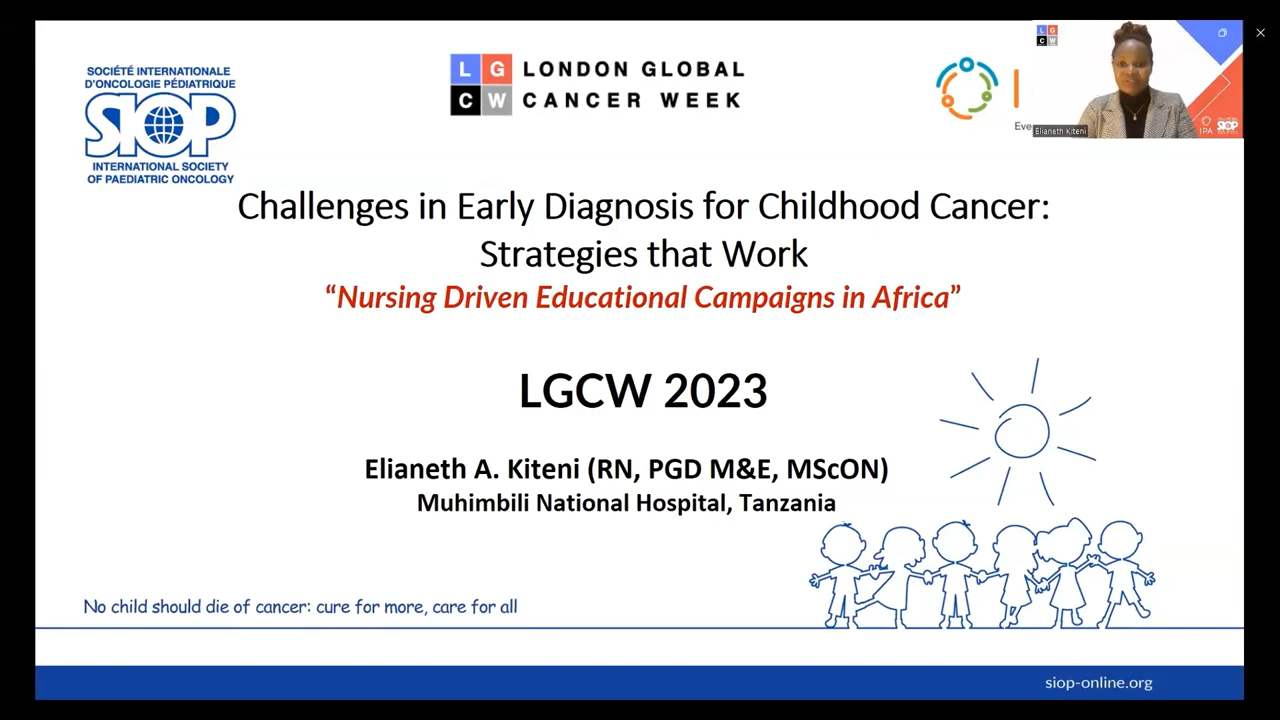 SOCIÉTÉ INTERNATIONALE
D'ONCOLOGIE PÉDIATRIQUE
SIOP
INTERNATIONAL SOCIETY
OF PAEDIATRIC ONCOLOGY
L G
C W
LONDON GLOBAL
CANCER WEEK
Eve
L G
C W
Elianeth Kiteni
IPA
SIOP
Challenges in Early Diagnosis for Childhood Cancer:
Strategies that Work
“Nursing Driven Educational Campaigns in Africa”
LGCW 2023
Elianeth A. Kiteni (RN, PGD M&E, MScON)
Muhimbili National Hospital, Tanzania
No child should die of cancer: cure for more, care for all
siop-online.org